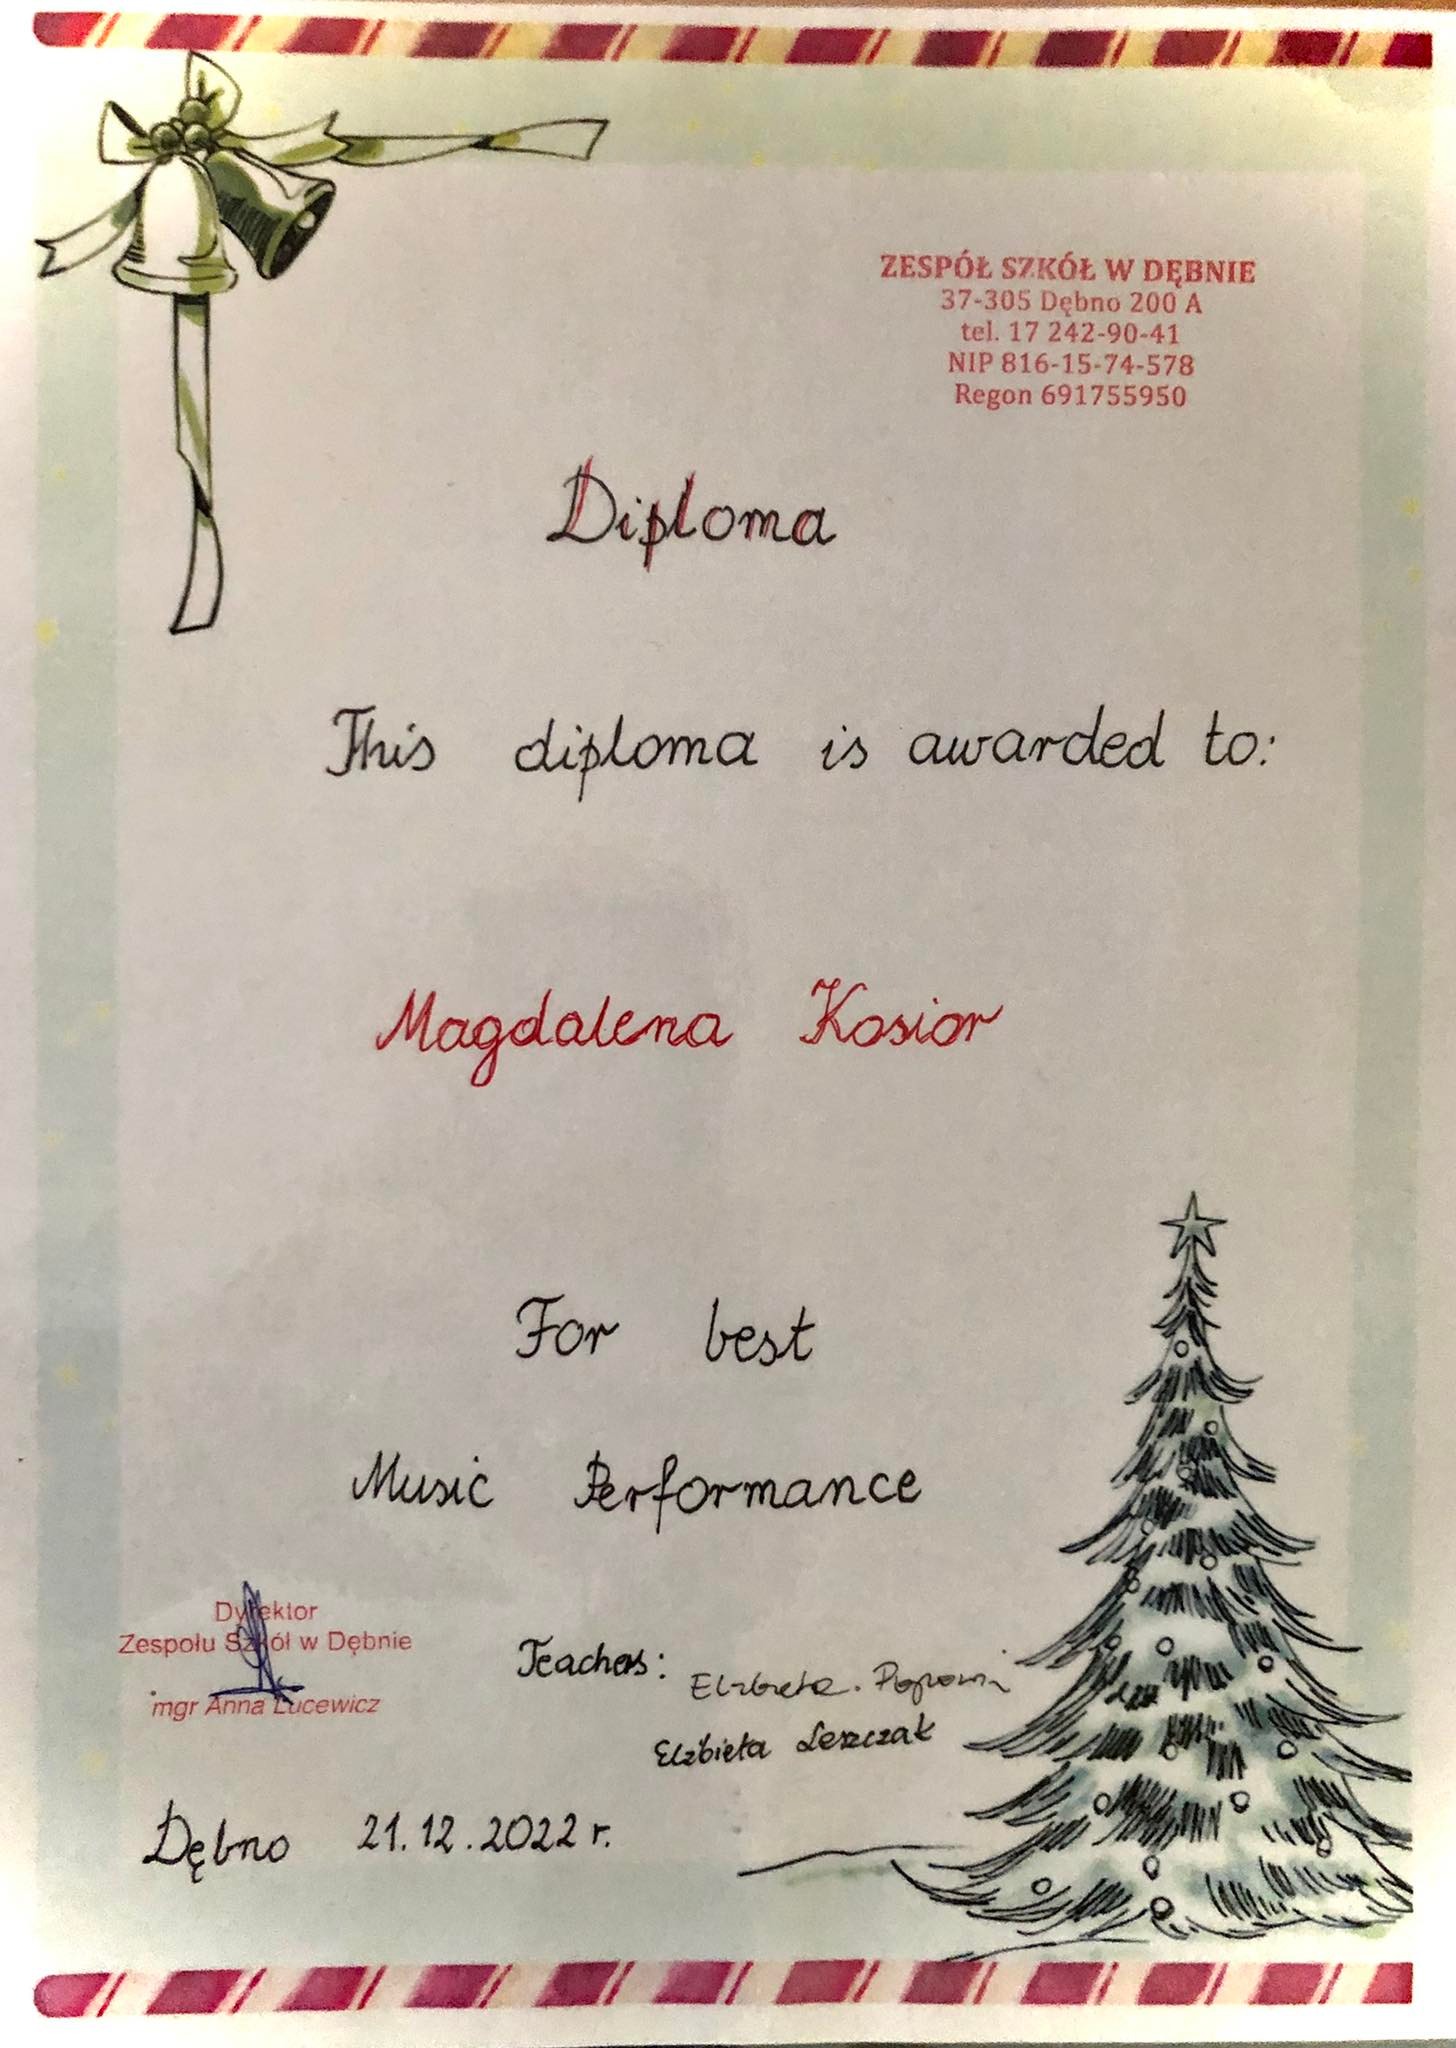 ZESPÓŁ SZKÓŁ W DĘBNIE
37-305 Dębno 200 A
tel. 17 242-90-41
NIP 816-15-74-578
Regon 691755950
Diploma
This diploma is awarded to:
Magdalena Kosior
For best
Music Performance
Dyrektor
Zespołu Szkół w Dębnie
mgr Anna Lucewicz
Teachers: Elżbieta
Elżbieta Leszczak
Dębno 21.12.2022 r.